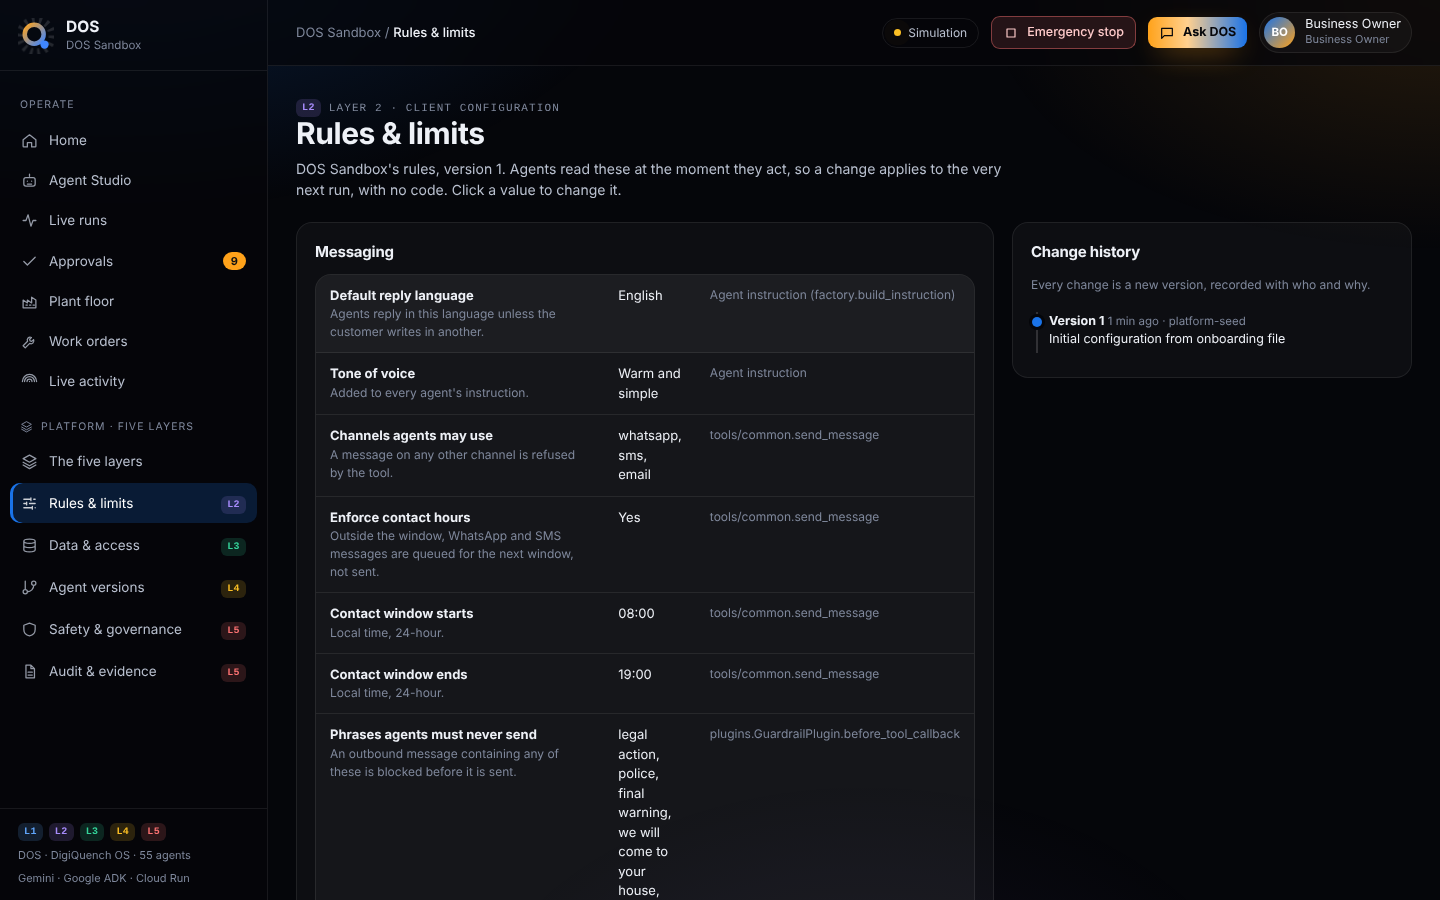 DOS
DOS Sandbox
OPERATE
Home
Agent Studio
Live runs
Approvals
9
Plant floor
Work orders
Live activity
PLATFORM · FIVE LAYERS
The five layers
Rules & limits
L2
Data & access
L3
Agent versions
L4
Safety & governance
L5
Audit & evidence
L5
L1 L2 L3 L4 L5
DOS · DigiQuench OS · 55 agents
Gemini · Google ADK · Cloud Run
DOS Sandbox / Rules & limits
Simulation
Emergency stop
Ask DOS
BO
Business Owner
Business Owner
L2 LAYER 2 · CLIENT CONFIGURATION
Rules & limits
DOS Sandbox's rules, version 1. Agents read these at the moment they act, so a change applies to the very
next run, with no code. Click a value to change it.
Messaging
Default reply language
Agents reply in this language unless the
customer writes in another.
English
Agent instruction (factory.build_instruction)
Tone of voice
Added to every agent's instruction.
Warm and
simple
Agent instruction
Channels agents may use
A message on any other channel is refused
by the tool.
whatsapp,
sms,
email
tools/common.send_message
Enforce contact hours
Outside the window, WhatsApp and SMS
messages are queued for the next window,
not sent.
Yes
tools/common.send_message
Contact window starts
Local time, 24-hour.
08:00
tools/common.send_message
Contact window ends
Local time, 24-hour.
19:00
tools/common.send_message
Phrases agents must never send
An outbound message containing any of
these is blocked before it is sent.
legal
action,
police,
final
warning,
we will
come to
your
house,
plugins.GuardrailPlugin.before_tool_callback
Change history
Every change is a new version, recorded with who and why.
Version 1 1 min ago · platform-seed
Initial configuration from onboarding file